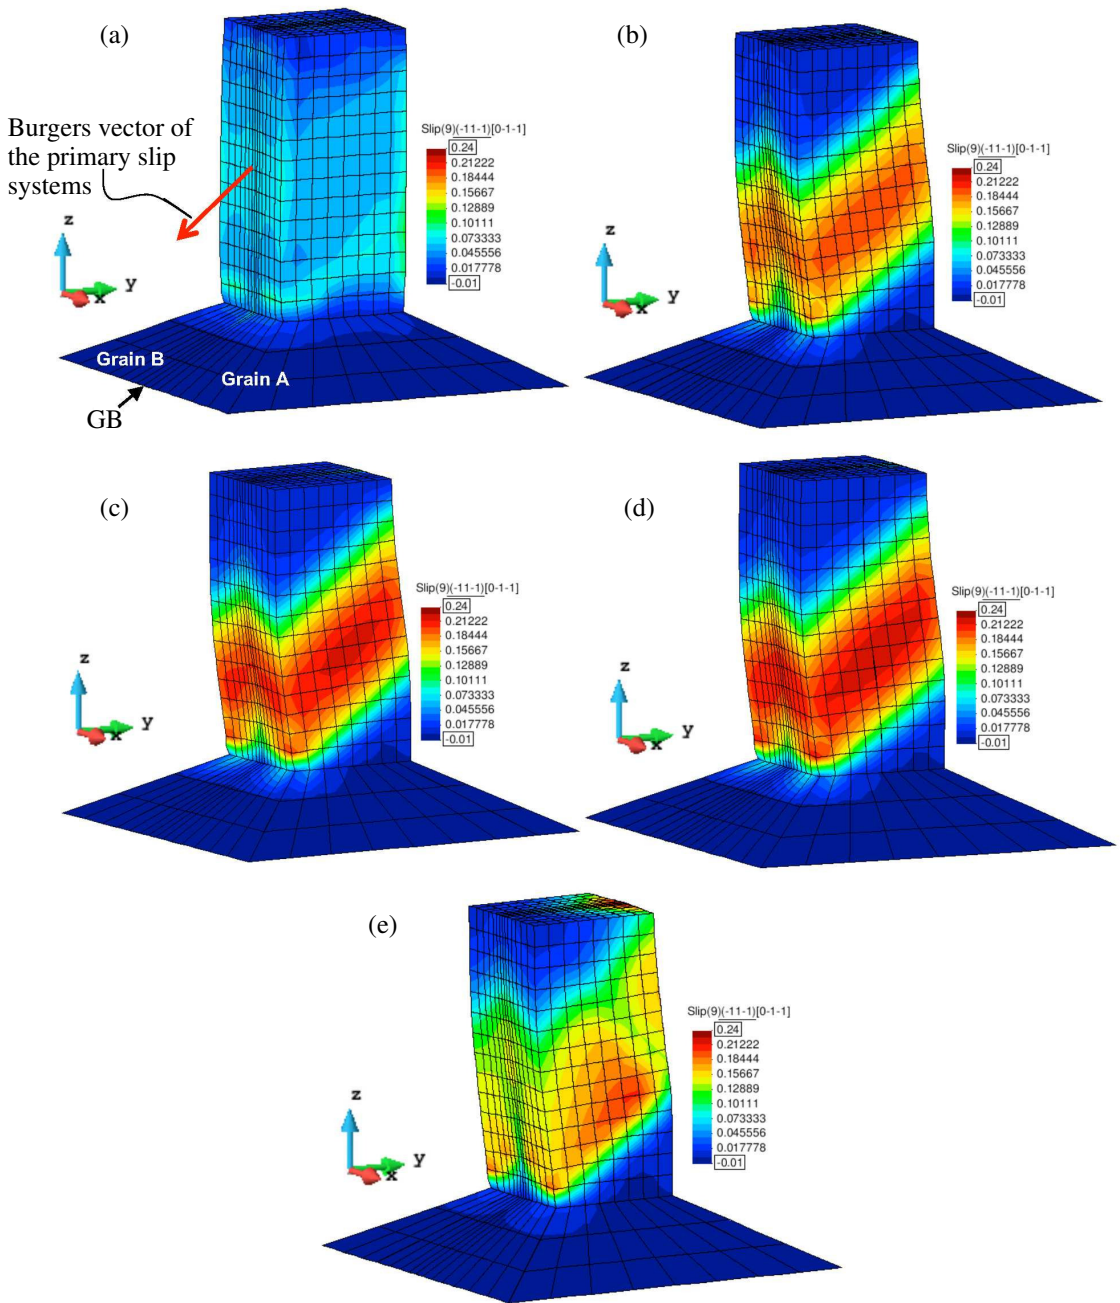 (a)
Burgers vector of
the primary slip
systems
Slip(9)(-11-1)[0-1-1]
0.24
0.21222
0.18444
0.15667
0.12889
0.10111
0.073333
0.045556
0.017778
-0.01
z
y
x
Grain B
Grain A
GB
(b)
Slip(9)(-11-1)[0-1-1]
0.24
0.21222
0.18444
0.15667
0.12889
0.10111
0.073333
0.045556
0.017778
-0.01
z
y
x
(c)
Slip(9)(-11-1)[0-1-1]
0.24
0.21222
0.18444
0.15667
0.12889
0.10111
0.073333
0.045556
0.017778
-0.01
z
y
x
(d)
Slip(9)(-11-1)[0-1-1]
0.24
0.21222
0.18444
0.15667
0.12889
0.10111
0.073333
0.045556
0.017778
-0.01
z
y
x
(e)
Slip(9)(-11-1)[0-1-1]
0.24
0.21222
0.18444
0.15667
0.12889
0.10111
0.073333
0.045556
0.017778
-0.01
z
y
x